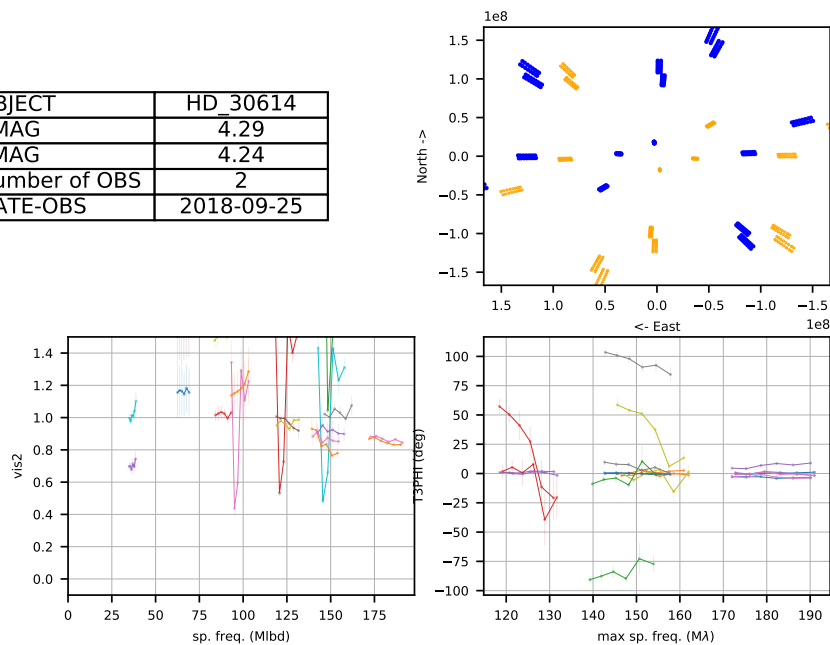 BJECT HD_30614
MAG 4.29
MAG 4.24
umber of OBS 2
ATE-OBS 2018-09-25
1e8
1.5
1.0
0.5
0.0
−0.5
−1.0
−1.5
North ->
1.5 1.0 0.5 0.0 −0.5 −1.0 −1.5
<- East
1e8
1.4
1.2
1.0
0.8
0.6
0.4
0.2
0.0
vis2
0 25 50 75 100 125 150 175
sp. freq. (Mlbd)
100
75
50
25
0
−25
−50
−75
−100
T3PHI (deg)
120 130 140 150 160 170 180 190
max sp. freq. (Mλ)